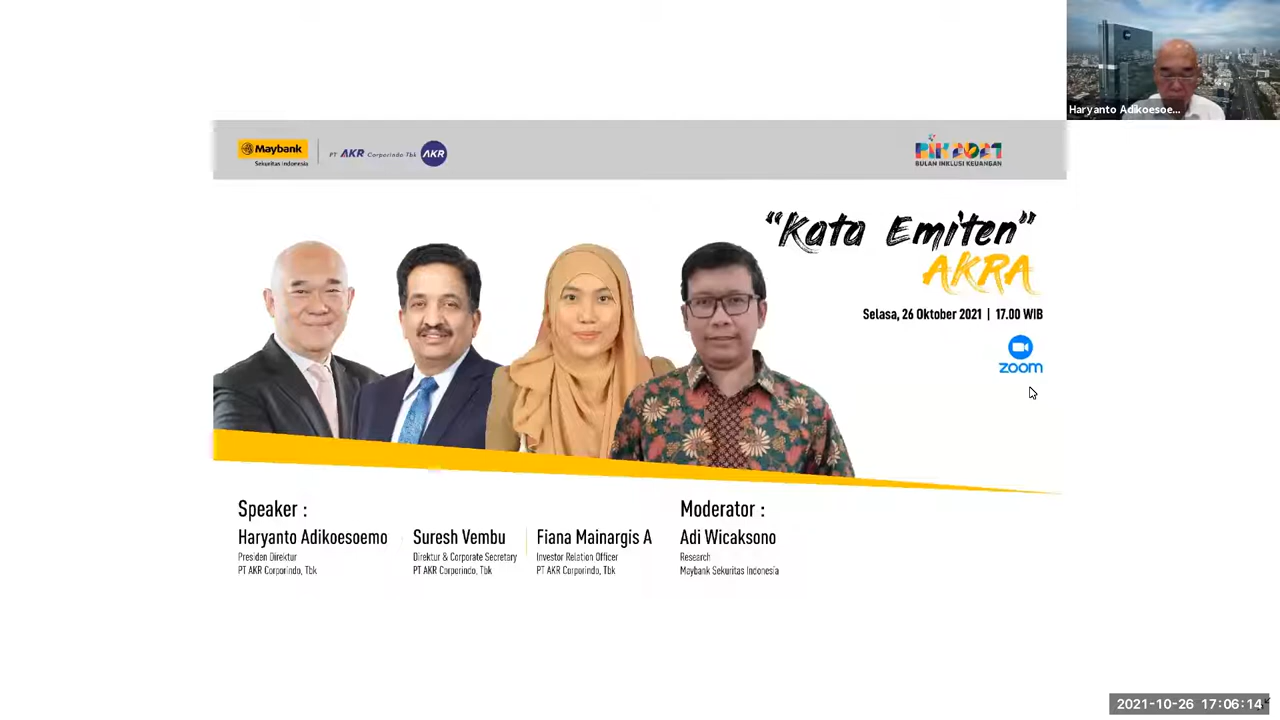 Haryanto Adikoesoe...
Maybank
Sekuritas Indonesia
PT AKR Corporindo Tbk
AKR
BIK 2021
BULAN INKLUSI KEUANGAN
“Kata Emiten”
AKRA
Selasa, 26 Oktober 2021 | 17.00 WIB
zoom
Speaker :
Haryanto Adikoesoemo
Presiden Direktur
PT AKR Corporindo, Tbk
Suresh Vembu
Direktur & Corporate Secretary
PT AKR Corporindo, Tbk
Fiana Mainargis A
Investor Relation Officer
PT AKR Corporindo, Tbk
Moderator :
Adi Wicaksono
Research
Maybank Sekuritas Indonesia
2021-10-26 17:06:14